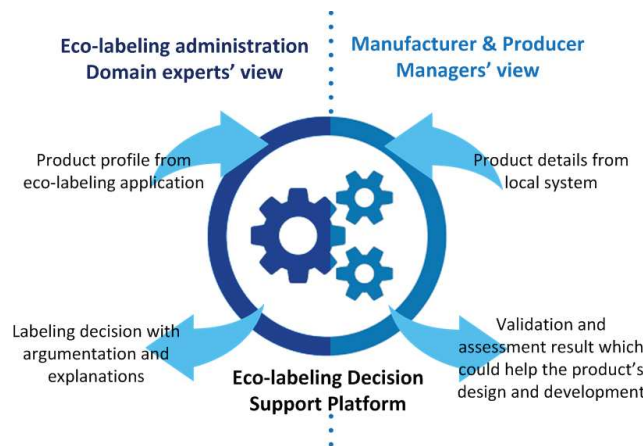 Eco-labeling administration
Domain experts’ view
Manufacturer & Producer
Managers’ view
Product profile from
eco-labeling application
Product details from
local system
Labeling decision with
argumentation and
explanations
Validation and
assessment result which
could help the product’s
design and development
Eco-labeling Decision
Support Platform